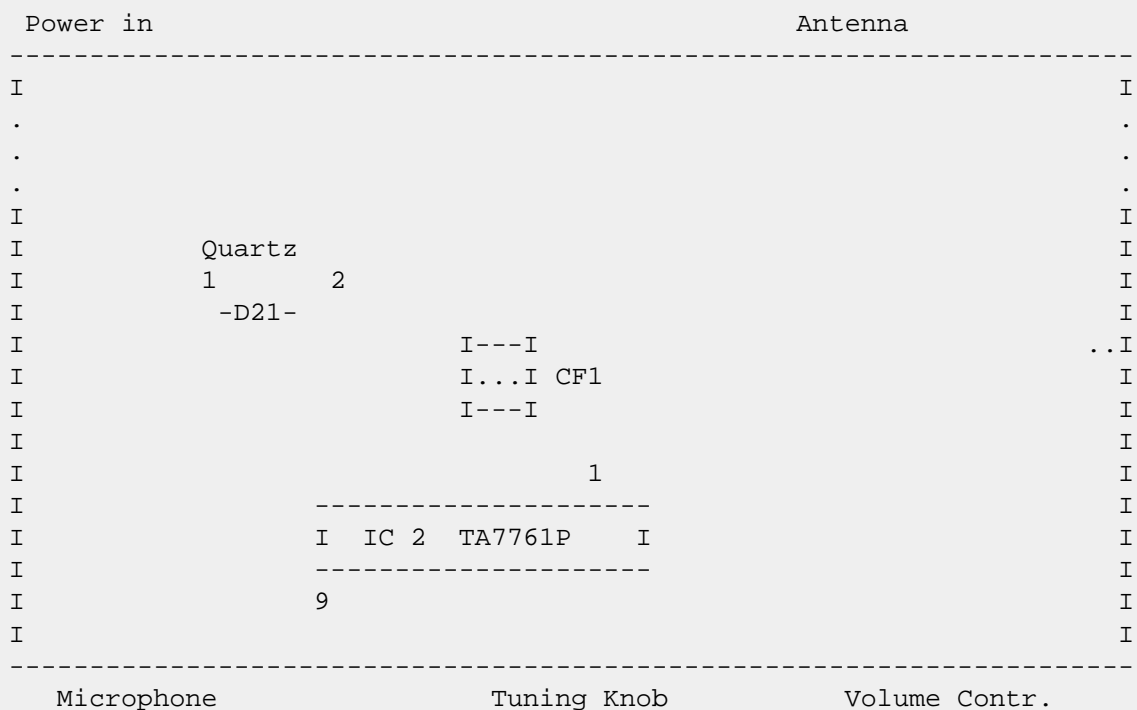 Power in                                         Antenna
----------------------------------------------------------------------
I                                                                    I
.                                                                    .
.                                                                    .
.                                                                    .
I                                                                    I
I           Quartz                                                   I
I           1       2                                                I
I            -D21-                                                   I
I                           I---I                                  ..I
I                           I...I CF1                                I
I                           I---I                                    I
I                                                                    I
I                                   1                                I
I                  ---------------------                             I
I                  I  IC 2  TA7761P    I                             I
I                  ---------------------                             I
I                  9                                                 I
I                                                                    I
----------------------------------------------------------------------
   Microphone                 Tuning Knob           Volume Contr.